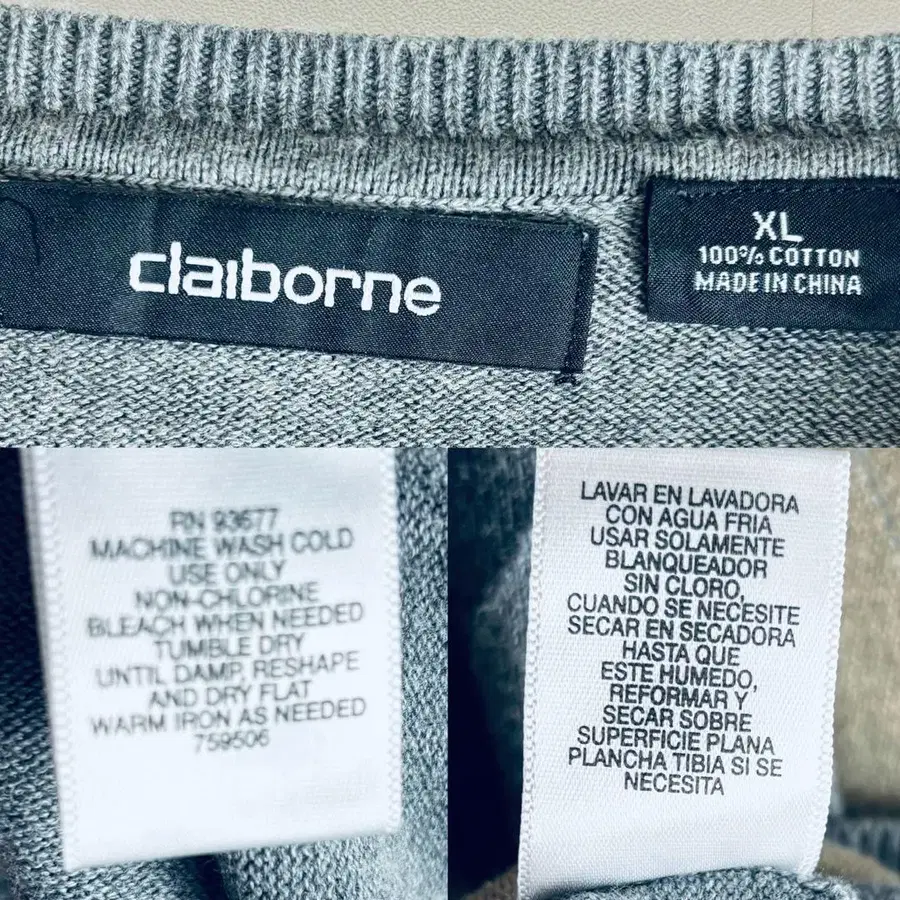 claiborne
XL
100% COTTON
MADE IN CHINA
RN 93677
MACHINE WASH COLD
USE ONLY
NON-CHLORINE
BLEACH WHEN NEEDED
TUMBLE DRY
UNTIL DAMP, RESHAPE
AND DRY FLAT
WARM IRON AS NEEDED
759506
LAVAR EN LAVADORA
CON AGUA FRIA
USAR SOLAMENTE
BLANQUEADOR
SIN CLORO,
CUANDO SE NECESITE
SECAR EN SECADORA
HASTA QUE
ESTE HUMEDO,
REFORMAR Y
SECAR SOBRE
SUPERFICIE PLANA
PLANCHA TIBIA SI SE
NECESITA